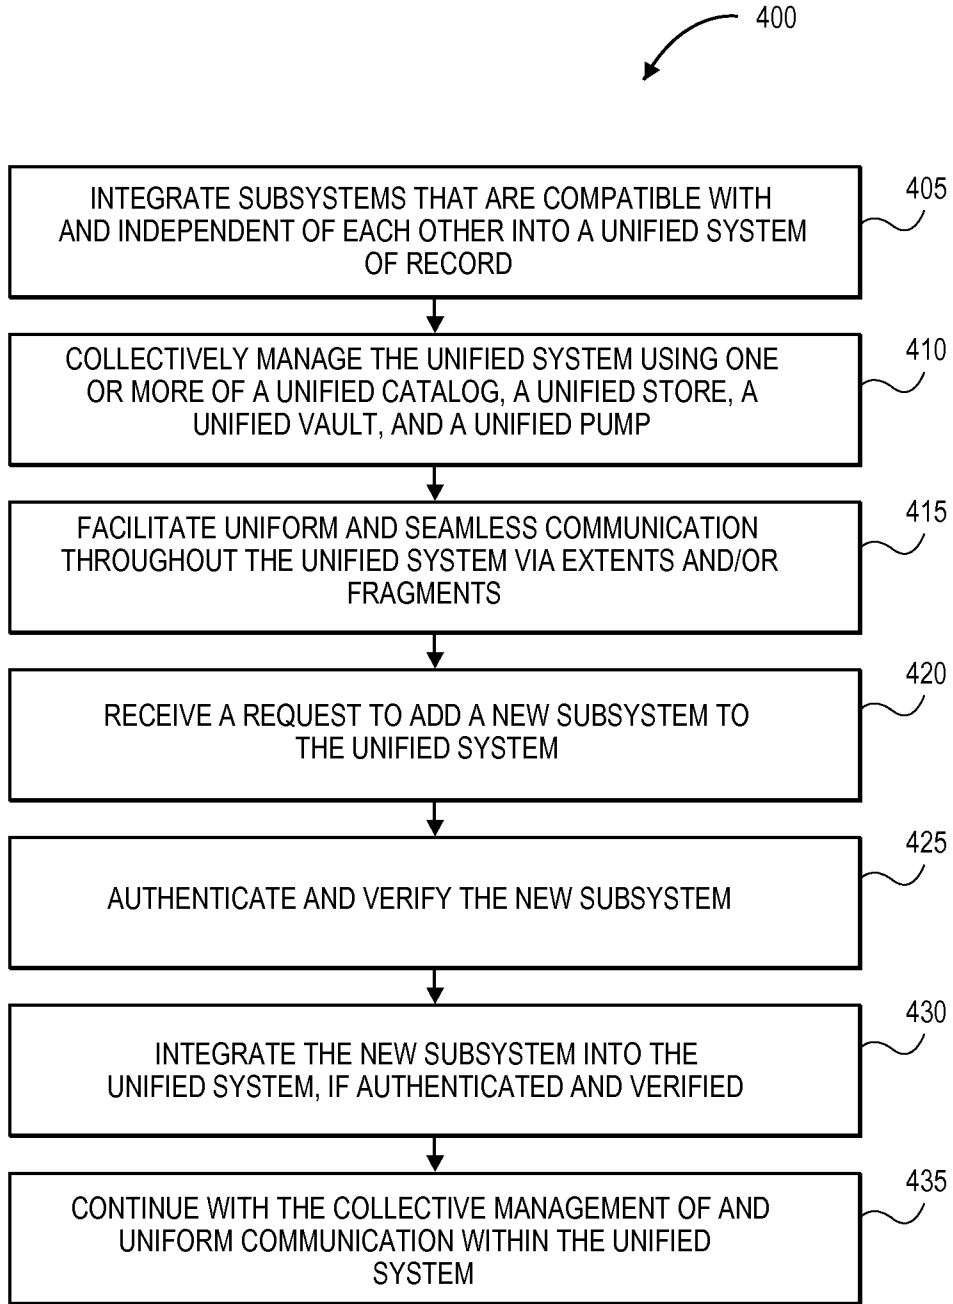 400
INTEGRATE SUBSYSTEMS THAT ARE COMPATIBLE WITH
AND INDEPENDENT OF EACH OTHER INTO A UNIFIED SYSTEM
OF RECORD
405
COLLECTIVELY MANAGE THE UNIFIED SYSTEM USING ONE
OR MORE OF A UNIFIED CATALOG, A UNIFIED STORE, A
UNIFIED VAULT, AND A UNIFIED PUMP
410
FACILITATE UNIFORM AND SEAMLESS COMMUNICATION
THROUGHOUT THE UNIFIED SYSTEM VIA EXTENTS AND/OR
FRAGMENTS
415
RECEIVE A REQUEST TO ADD A NEW SUBSYSTEM TO
THE UNIFIED SYSTEM
420
AUTHENTICATE AND VERIFY THE NEW SUBSYSTEM
425
INTEGRATE THE NEW SUBSYSTEM INTO THE
UNIFIED SYSTEM, IF AUTHENTICATED AND VERIFIED
430
CONTINUE WITH THE COLLECTIVE MANAGEMENT OF AND
UNIFORM COMMUNICATION WITHIN THE UNIFIED
SYSTEM
435